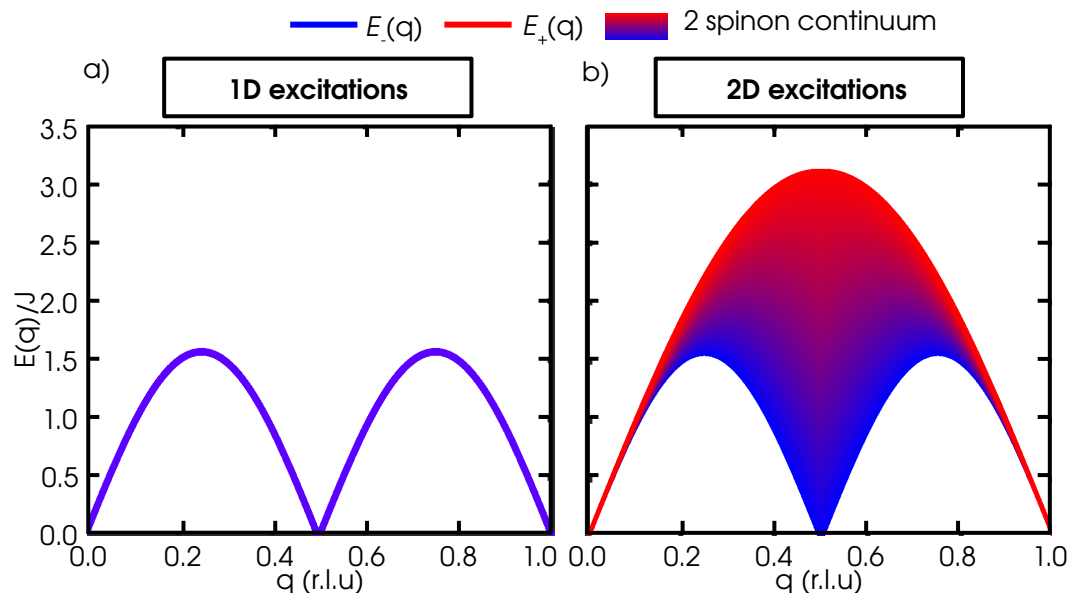 E_-(q) E_+(q) 2 spinon continuum
a) 1D excitations
b) 2D excitations
E(q)/J
3.5
3.0
2.5
2.0
1.5
1.0
0.5
0.0
0.0 0.2 0.4 0.6 0.8 1.0
q (r.l.u)
0.0 0.2 0.4 0.6 0.8 1.0
q (r.l.u)